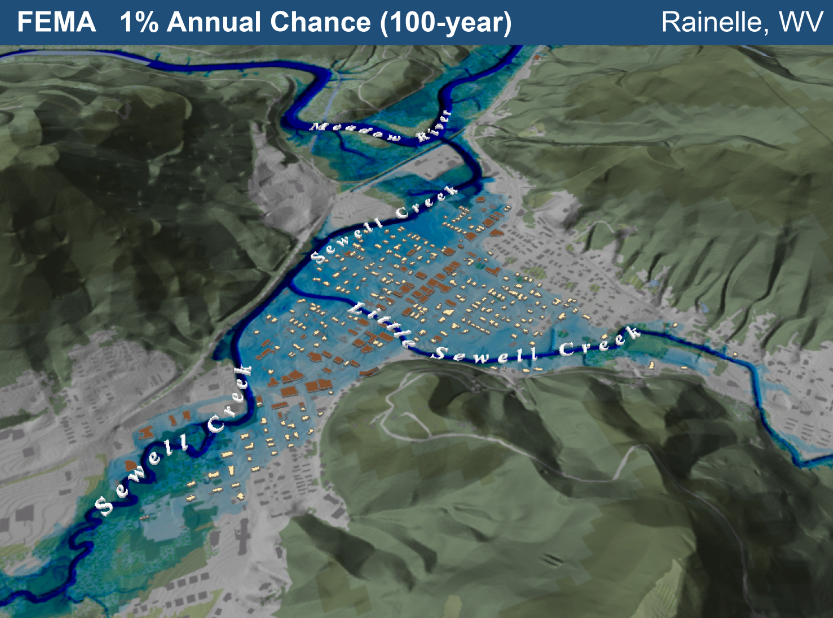 FEMA 1% Annual Chance (100-year)
Rainelle, WV
Meadow River
Sewell Creek
Little Sewell Creek
Sewell Creek